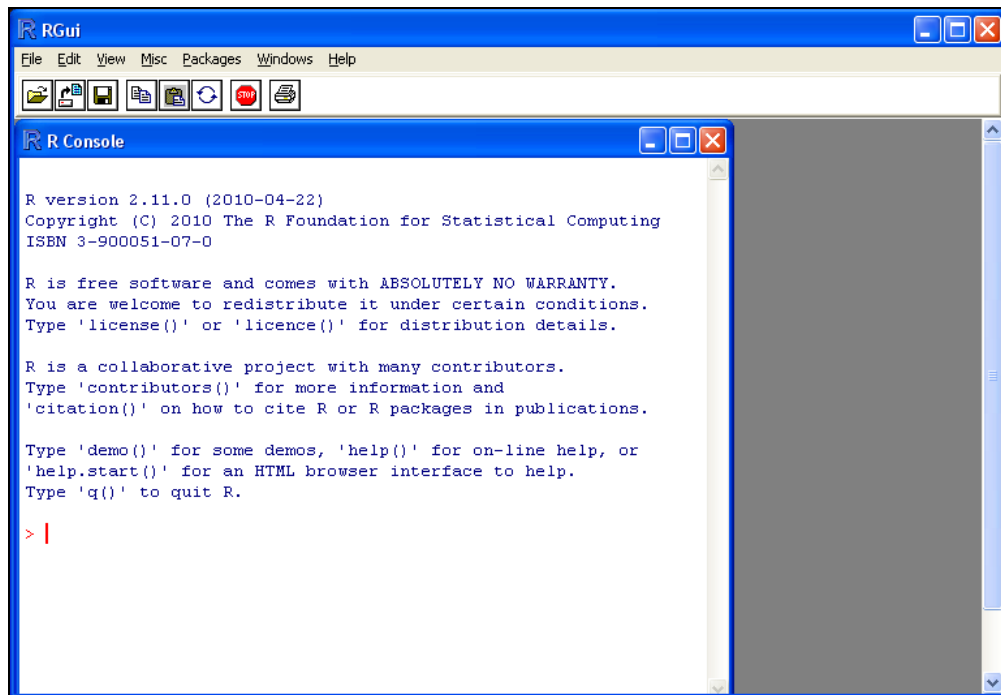 RGui
File Edit View Misc Packages Windows Help
STOP
R Console
R version 2.11.0 (2010-04-22)
Copyright (C) 2010 The R Foundation for Statistical Computing
ISBN 3-900051-07-0
R is free software and comes with ABSOLUTELY NO WARRANTY.
You are welcome to redistribute it under certain conditions.
Type 'license()' or 'licence()' for distribution details.
R is a collaborative project with many contributors.
Type 'contributors()' for more information and
'citation()' on how to cite R or R packages in publications.
Type 'demo()' for some demos, 'help()' for on-line help, or
'help.start()' for an HTML browser interface to help.
Type 'q()' to quit R.
>